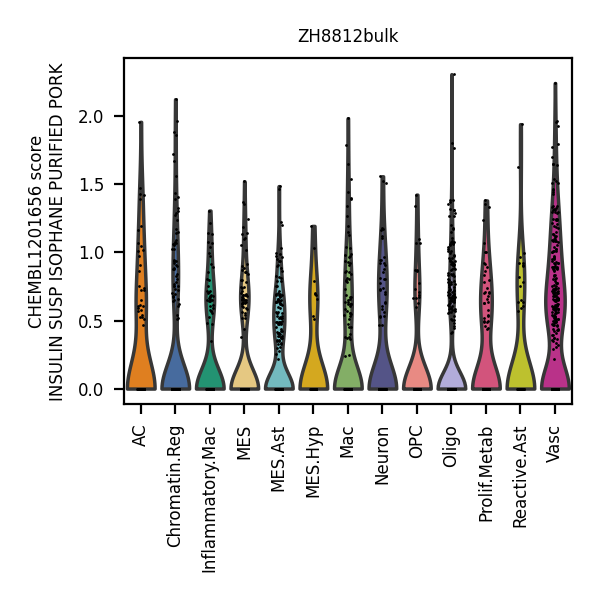 ZH8812bulk
CHEMBL1201656 score
INSULIN SUSP ISOPHANE PURIFIED PORK
2.0
1.5
1.0
0.5
0.0
AC
Chromatin.Reg
Inflammatory.Mac
MES
MES.Ast
MES.Hyp
Mac
Neuron
OPC
Oligo
Prolif.Metab
Reactive.Ast
Vasc